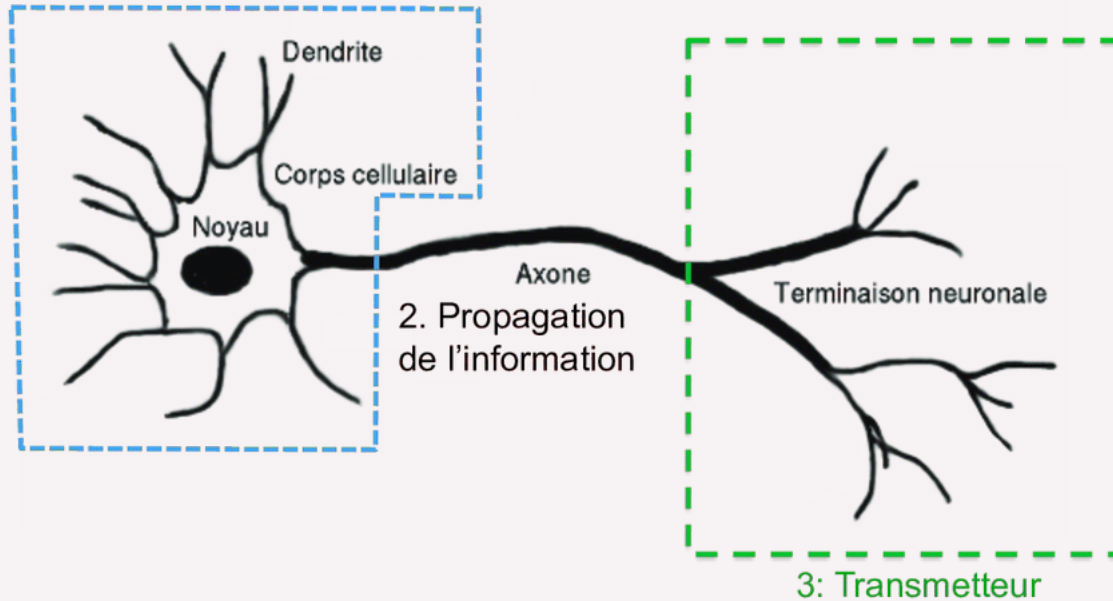 Dendrite
Corps cellulaire
Noyau
Axone
2. Propagation
de l'information
Terminaison neuronale
3: Transmetteur